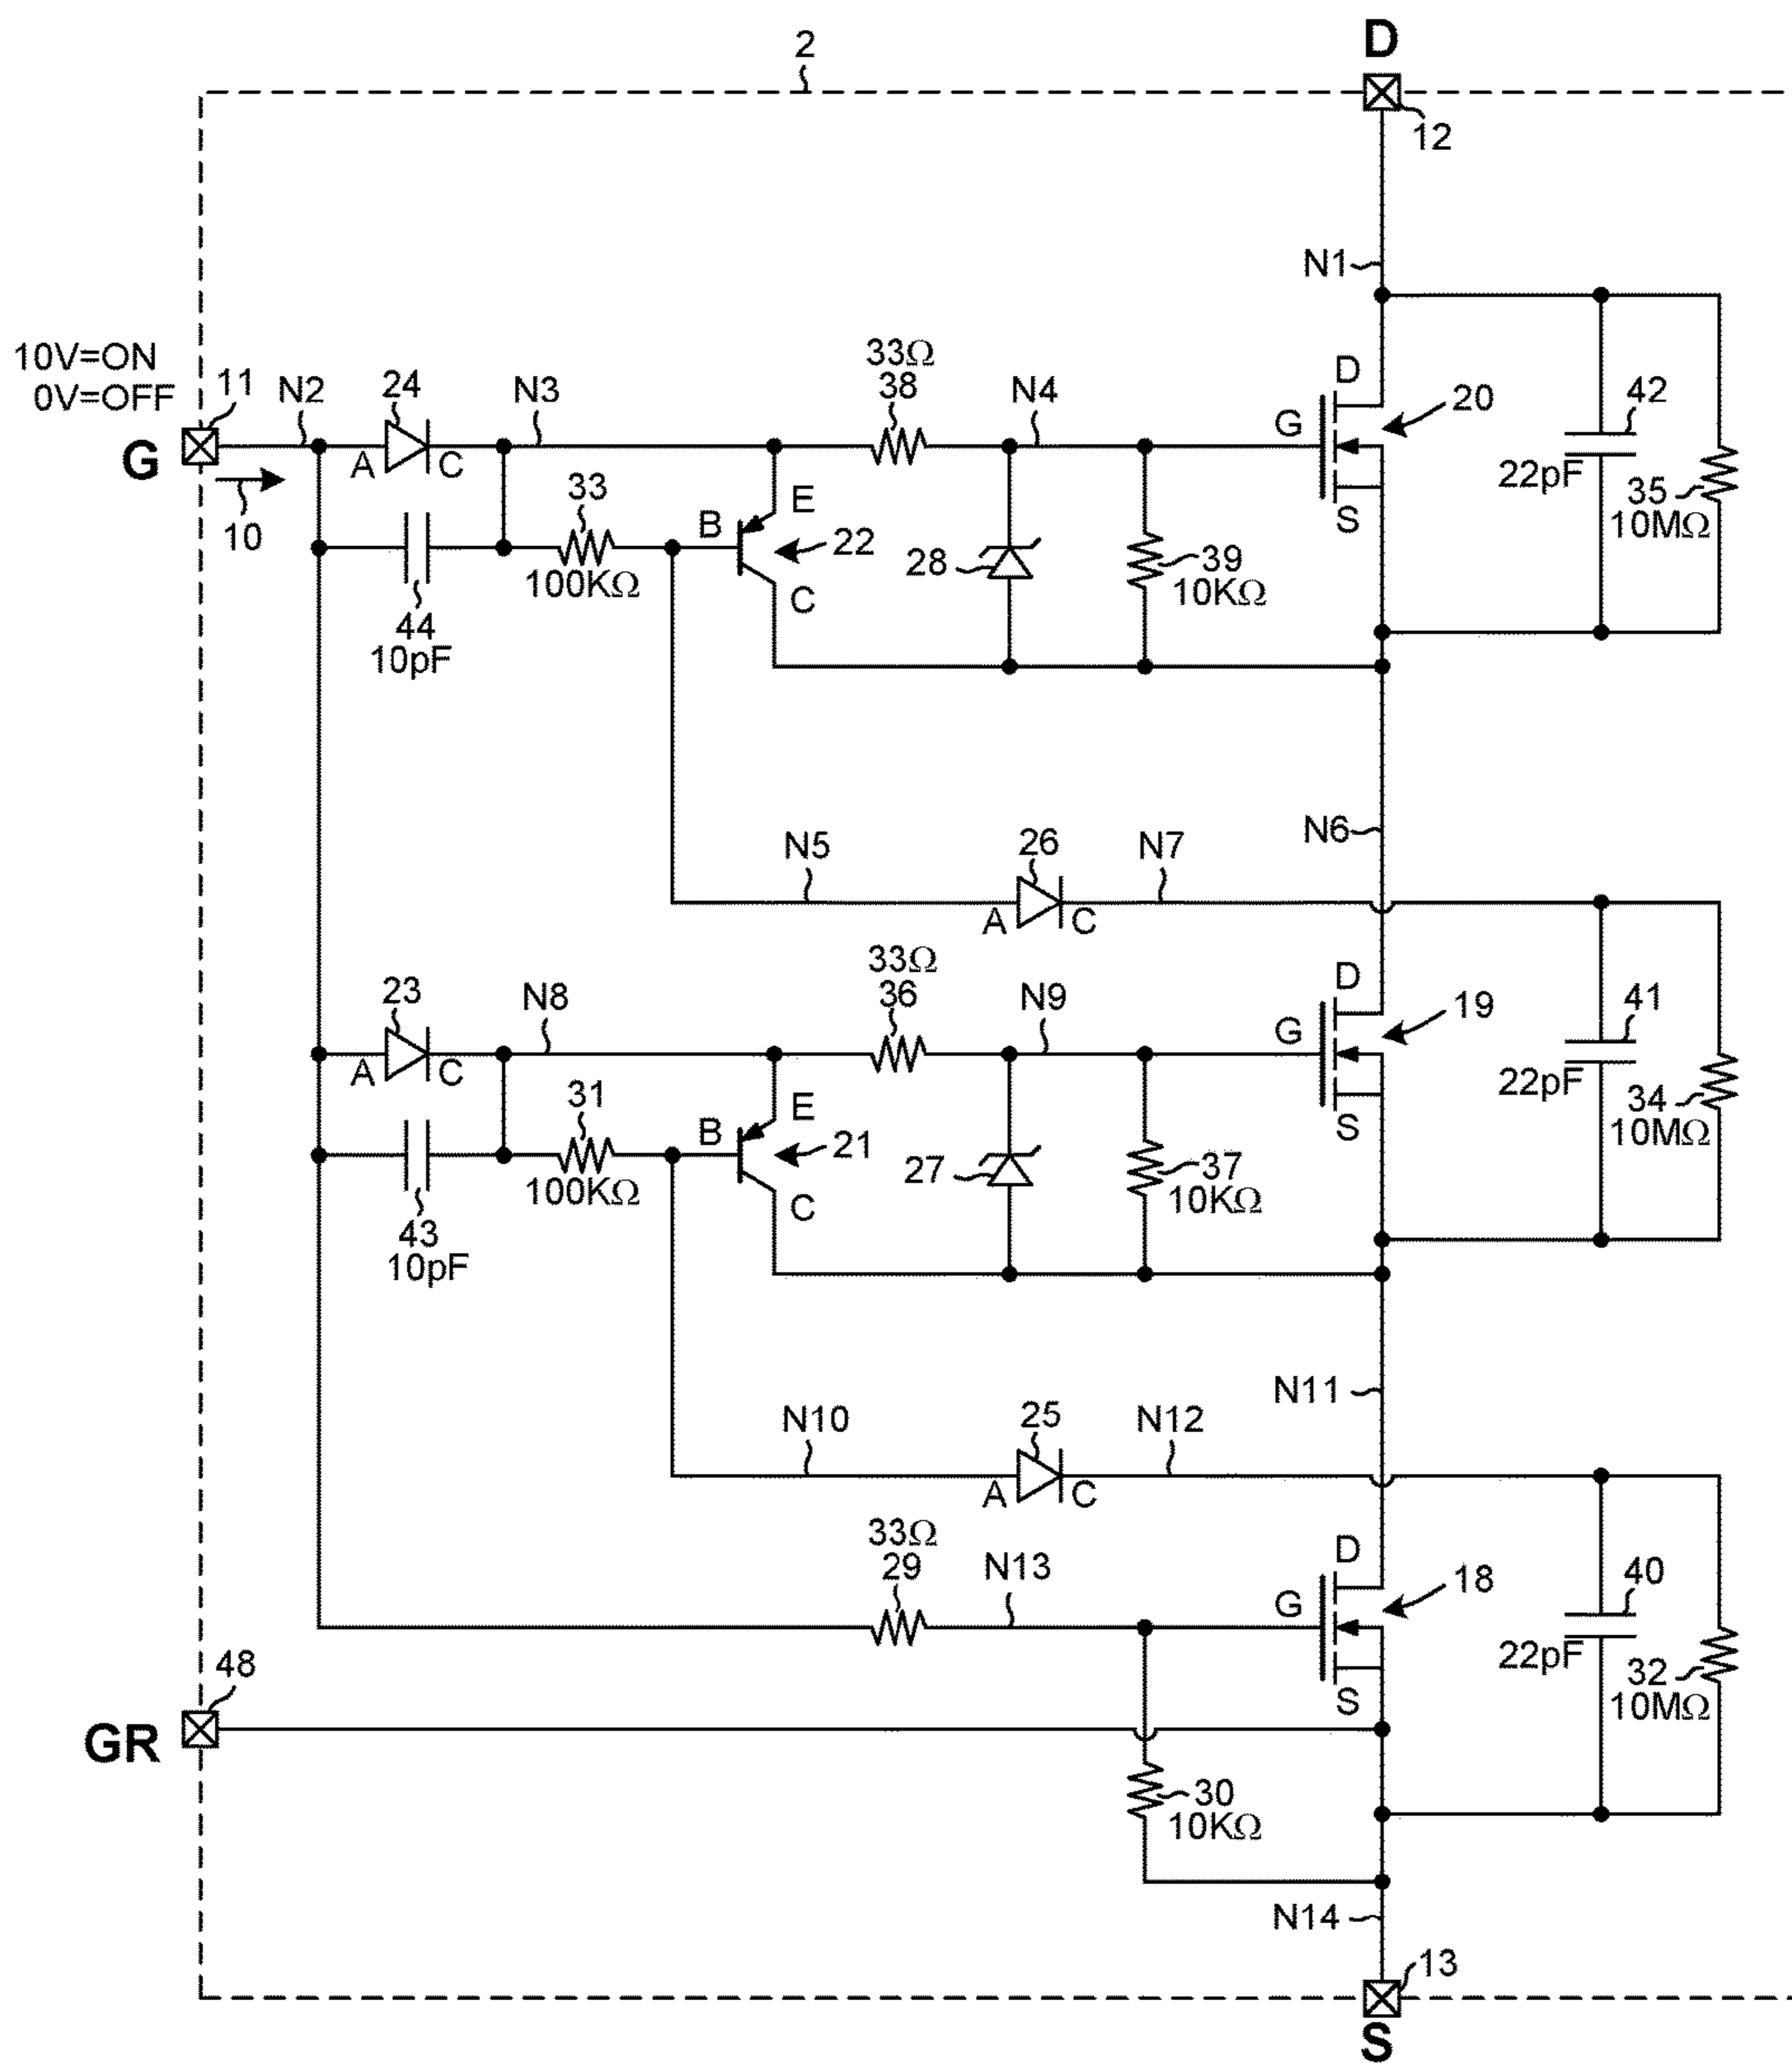 D
2
12
N1
10V=ON
0V=OFF
11
N2
24
N3
33Ω
38
N4
D
20
42
G
A
C
G
22pF
35
10MΩ
10
33
E
S
B
22
28
39
10KΩ
100KΩ
C
44
10pF
N5
26
N7
N6
A
C
33Ω
36
D
23
N8
N9
19
41
G
A
C
22pF
34
10MΩ
31
E
S
B
21
27
37
10KΩ
100KΩ
C
43
10pF
N11
N10
25
N12
A
C
33Ω
29
N13
D
18
40
G
22pF
32
10MΩ
48
S
GR
30
10KΩ
N14
13
S